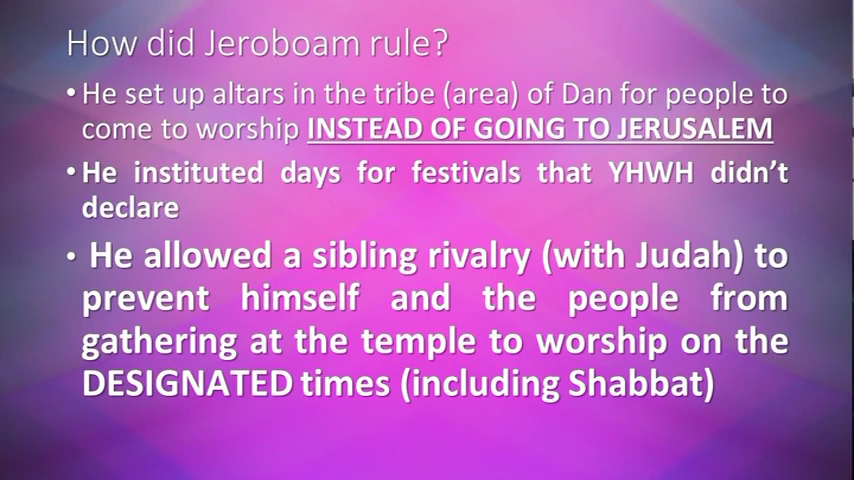 How did Jeroboam rule?
• He set up altars in the tribe (area) of Dan for people to
come to worship INSTEAD OF GOING TO JERUSALEM
• He instituted days for festivals that YHWH didn't
declare
• He allowed a sibling rivalry (with Judah) to
prevent himself and the people from
gathering at the temple to worship on the
DESIGNATED times (including Shabbat)